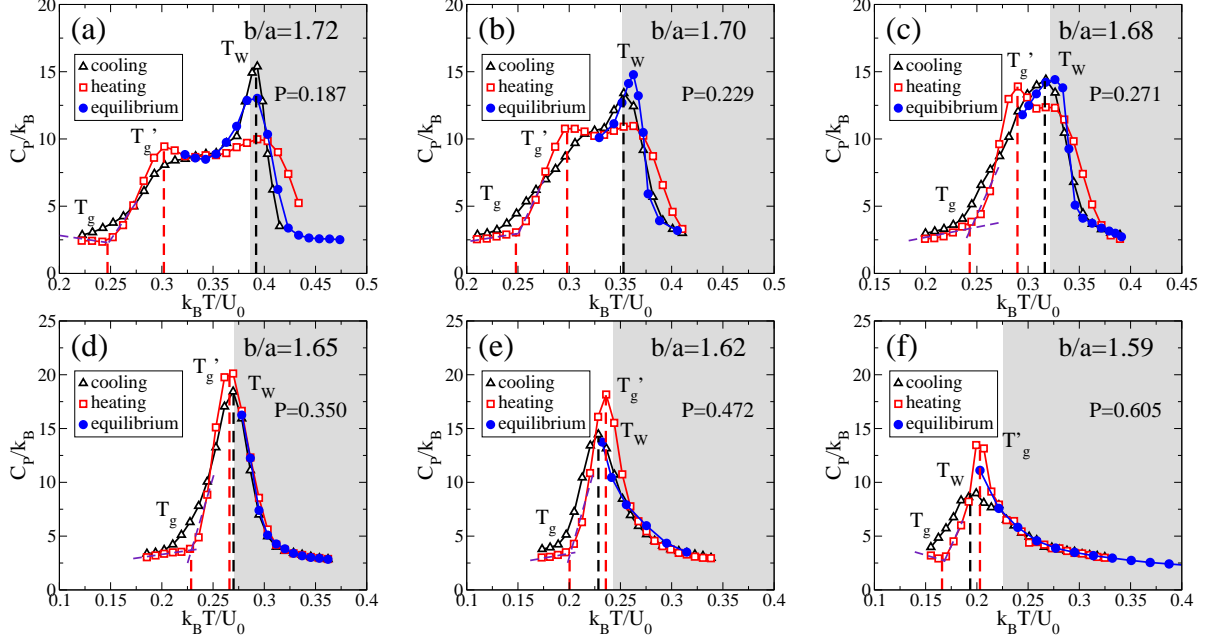 (a)
b/a=1.72
T_W
cooling
heating
equilibrium
P=0.187
T_g'
T_g
C_P/k_B
0 5 10 15 20
0.2 0.25 0.3 0.35 0.4 0.45 0.5
k_BT/U_0
(b)
b/a=1.70
T_W
cooling
heating
equilibrium
P=0.229
T_g'
T_g
C_P/k_B
0 5 10 15 20
0.2 0.25 0.3 0.35 0.4 0.45 0.5
k_BT/U_0
(c)
b/a=1.68
T_g'
T_W
cooling
heating
equilibrium
P=0.271
T_g
C_P/k_B
0 5 10 15 20
0.15 0.2 0.25 0.3 0.35 0.4 0.45
k_BT/U_0
(d)
b/a=1.65
T_g'
T_W
cooling
heating
equilibrium
P=0.350
T_g
C_P/k_B
0 5 10 15 20 25
0.1 0.15 0.2 0.25 0.3 0.35 0.4
k_BT/U_0
(e)
b/a=1.62
T_g'
T_W
cooling
heating
equilibrium
P=0.472
T_g
C_P/k_B
0 5 10 15 20 25
0.1 0.15 0.2 0.25 0.3 0.35 0.4
k_BT/U_0
(f)
b/a=1.59
cooling
heating
equilibrium
P=0.605
T'_g
T_W
T_g
C_P/k_B
0 5 10 15 20 25
0.1 0.15 0.2 0.25 0.3 0.35 0.4
k_BT/U_0